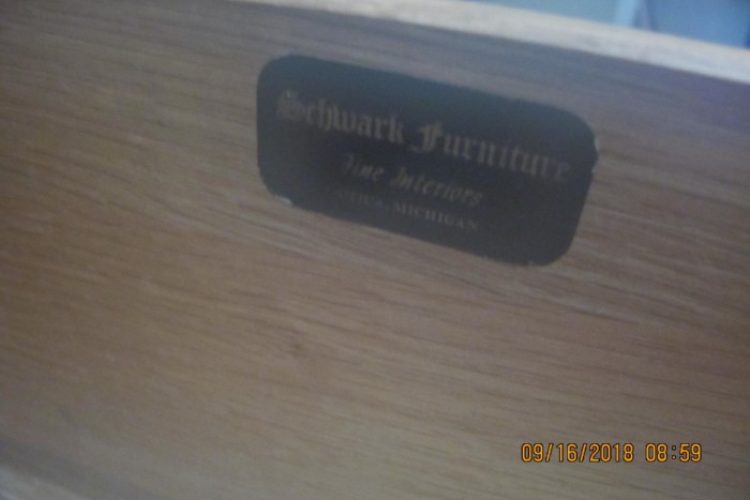 Schwark Furniture
Fine Interiors
MICHIGAN
09/16/2018 08:59